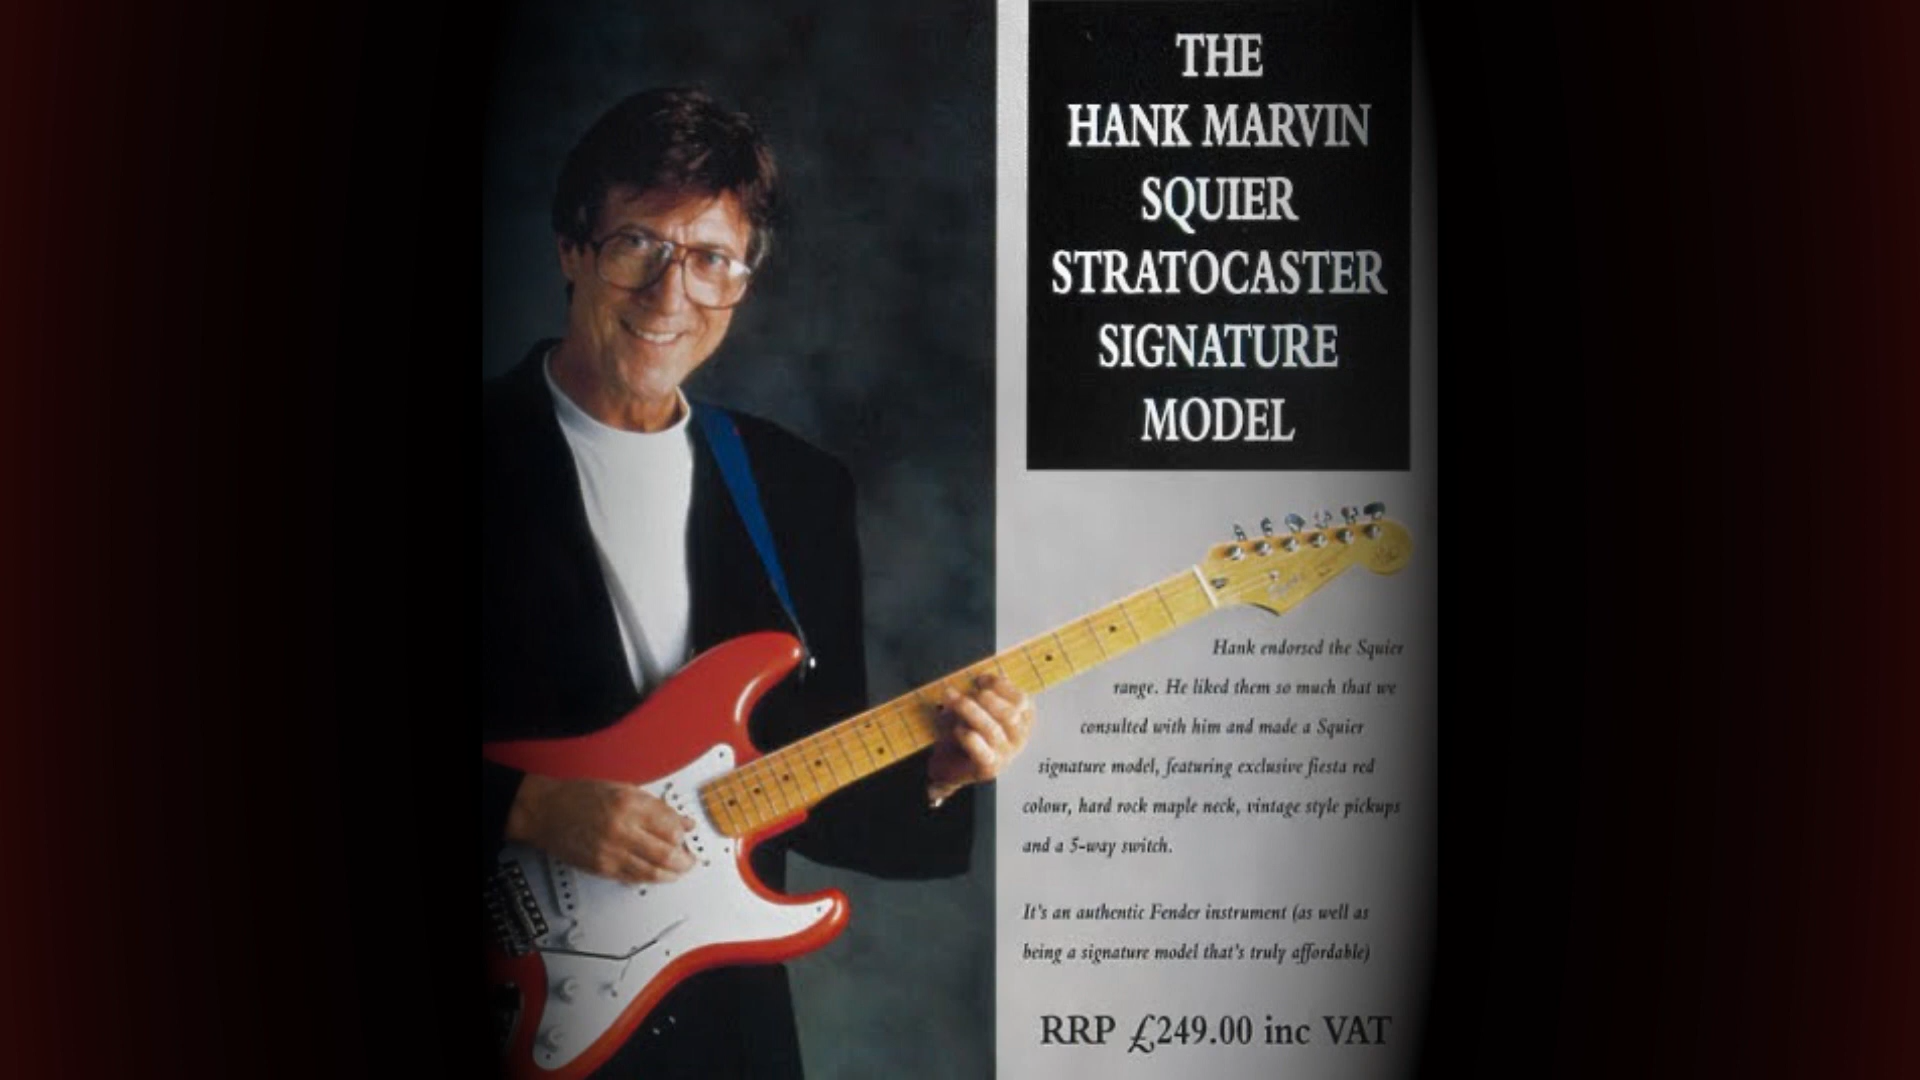 THE
HANK MARVIN
SQUIER
STRATOCASTER
SIGNATURE
MODEL
Hank endorsed the Squier
range. He liked them so much that we
consulted with him and made a Squier
signature model, featuring exclusive fiesta red
colour, hard rock maple neck, vintage style pickups
and a 5-way switch.
It's an authentic Fender instrument (as well as
being a signature model that's truly affordable)
RRP £249.00 inc VAT